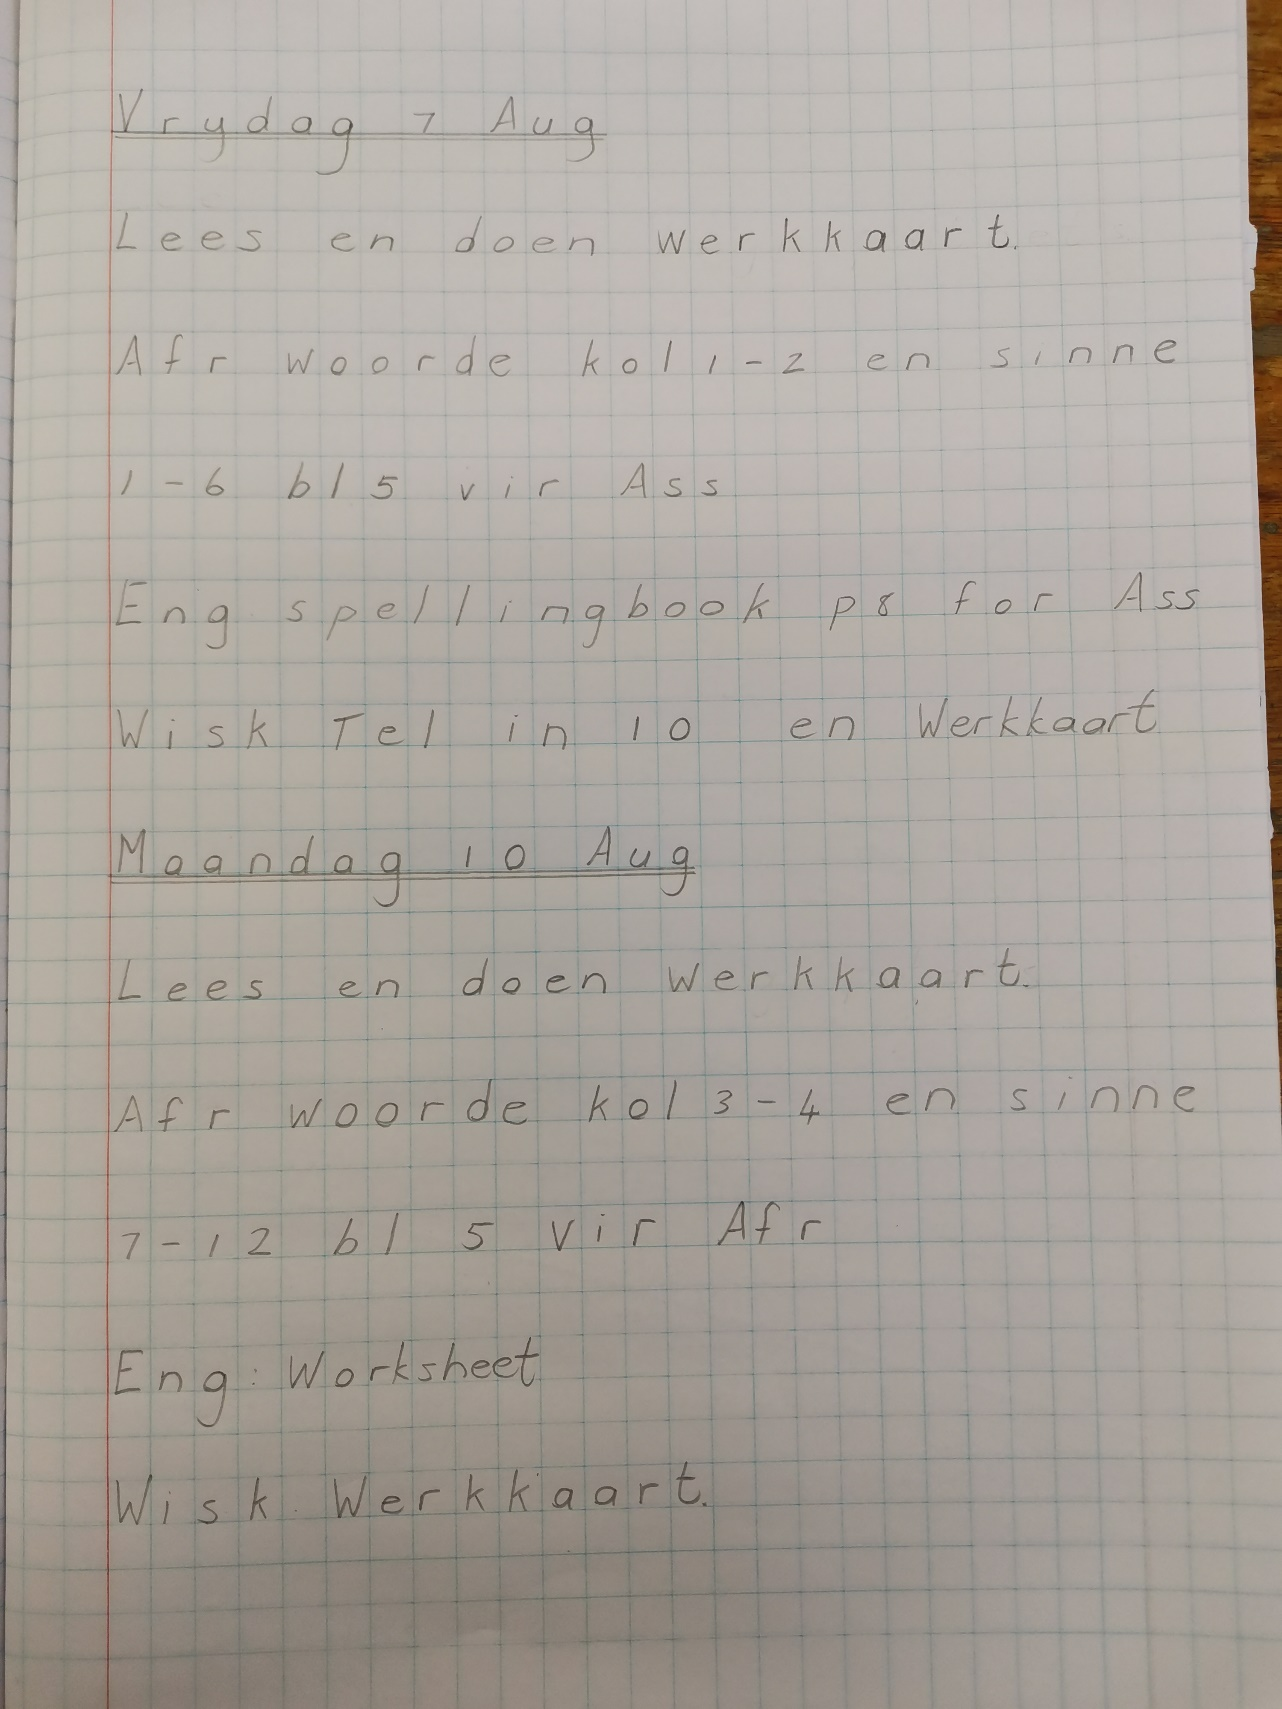 Vrydag 7 Aug
Lees en doen werkkaart.
Afr woorde kol 1-2 en sinne
1-6 bl 5 vir Ass
Eng spellingbook p8 for Ass
Wisk Tel in 10 en Werkkaart
Maandag 10 Aug
Lees en doen werkkaart.
Afr woorde kol 3-4 en sinne
7-12 bl 5 vir Afr
Eng: Worksheet
Wisk. Werkkaart.